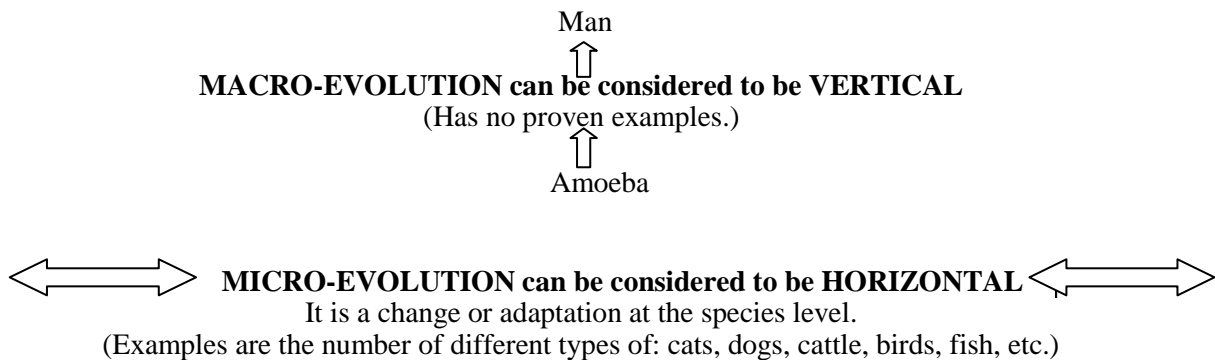 Man
MACRO-EVOLUTION can be considered to be VERTICAL
(Has no proven examples.)
Amoeba
MICRO-EVOLUTION can be considered to be HORIZONTAL
It is a change or adaptation at the species level.
(Examples are the number of different types of: cats, dogs, cattle, birds, fish, etc.)